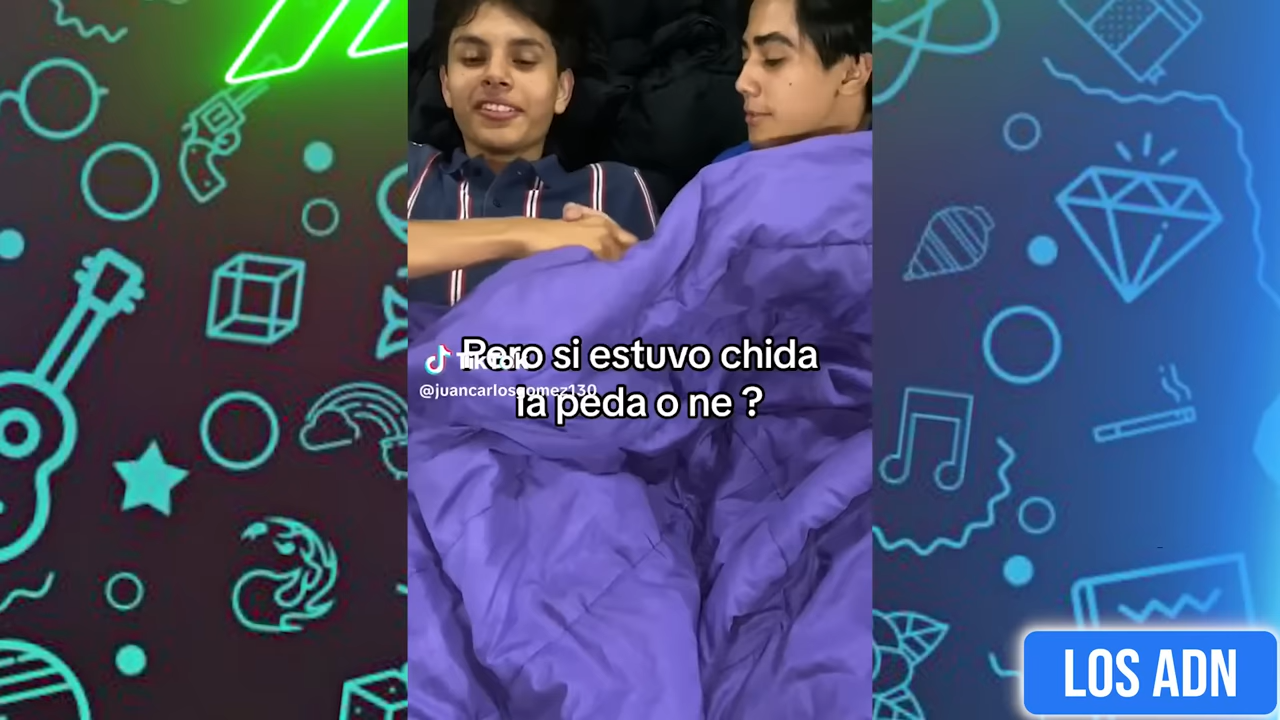 Pero si estuvo chida
TikTok
@juancarlosgomez130
la peda o ne ?
LOS ADN